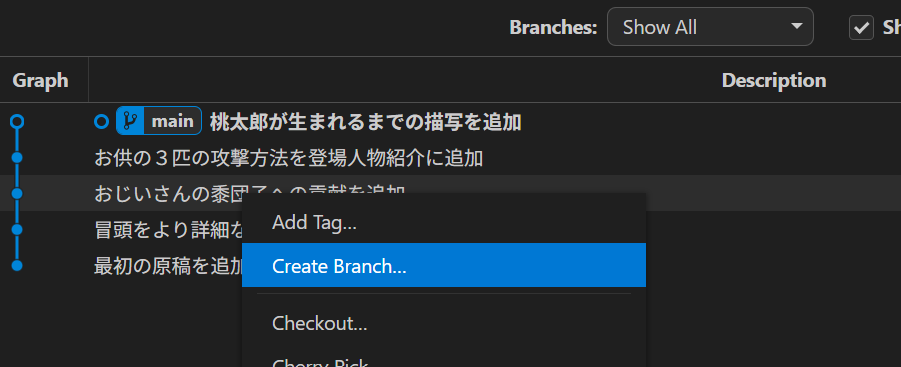 Branches: Show All
Graph Description
main 桃太郎が生まれるまでの描写を追加
お供の３匹の攻撃方法を登場人物紹介に追加
おじいさんの黍団子への貢献を追加
冒頭をより詳細な
最初の原稿を追加
Add Tag...
Create Branch...
Checkout...
Cherry Pick